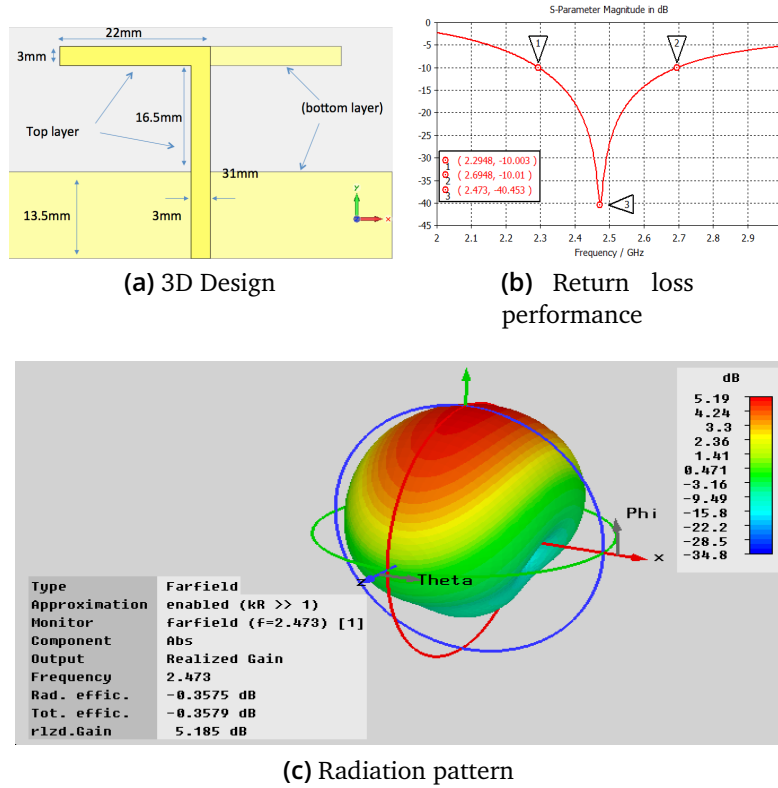 22mm
3mm
16.5mm
(bottom layer)
Top layer
31mm
13.5mm
3mm
y
x
(a) 3D Design
S-Parameter Magnitude in dB
0
-5
-10
-15
-20
-25
-30
-35
-40
-45
1
2
3
1 ( 2.2948, -10.003 )
2 ( 2.6948, -10.01 )
3 ( 2.473, -40.453 )
2 2.1 2.2 2.3 2.4 2.5 2.6 2.7 2.8 2.9
Frequency / GHz
(b) Return loss
performance
dB
5.19
4.24
3.3
2.36
1.41
0.471
-3.16
-9.49
-15.8
-22.2
-28.5
-34.8
Phi
x
z
Theta
Type Farfield
Approximation enabled (kR >> 1)
Monitor farfield (f=2.473) [1]
Component Abs
Output Realized Gain
Frequency 2.473
Rad. effic. -0.3575 dB
Tot. effic. -0.3579 dB
rlzd.Gain 5.185 dB
(c) Radiation pattern